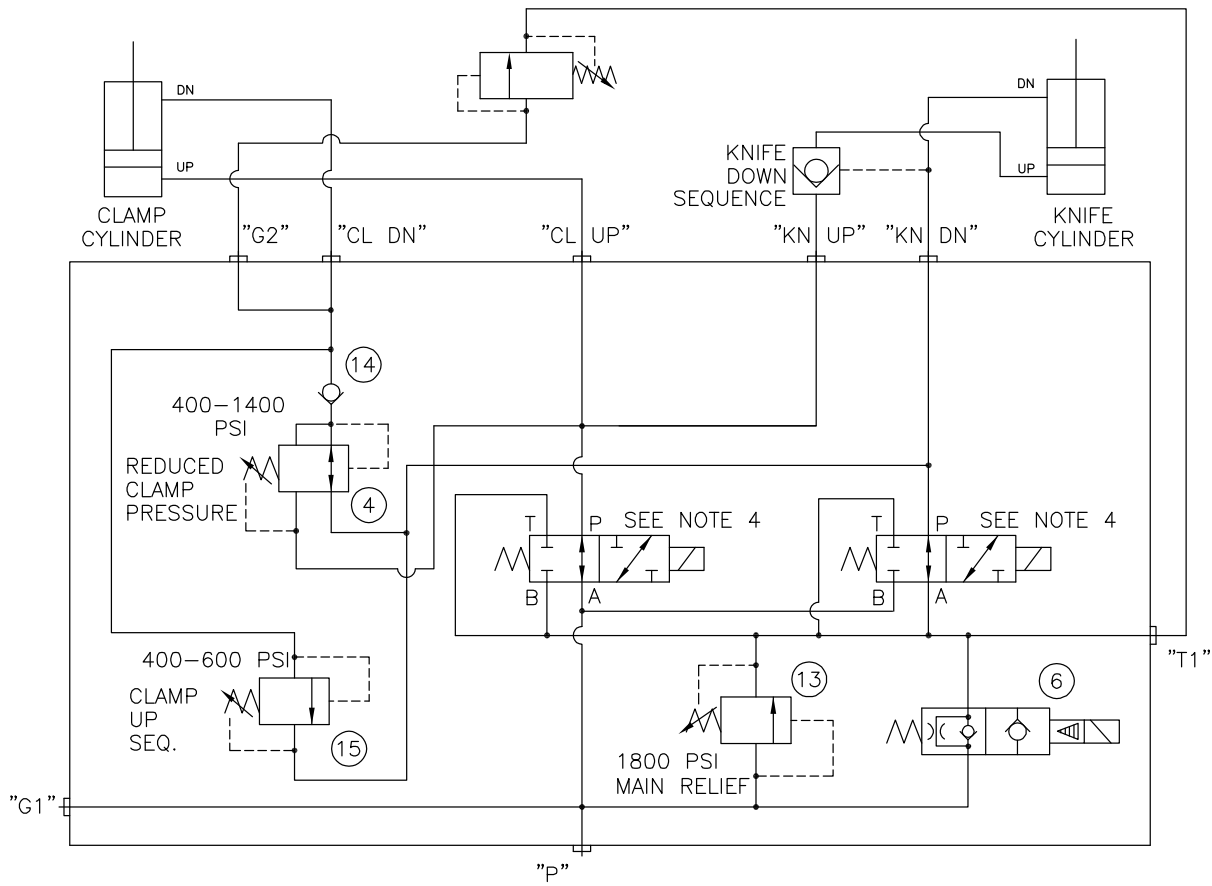 DN
UP
CLAMP
CYLINDER
DN
UP
KNIFE
CYLINDER
KNIFE
DOWN
SEQUENCE
"G2"
"CL DN"
"CL UP"
"KN UP"
"KN DN"
14
400-1400
PSI
REDUCED
CLAMP
PRESSURE
4
T
P
SEE NOTE 4
B
A
T
P
SEE NOTE 4
B
A
"T1"
400-600 PSI
CLAMP
UP
SEQ.
15
13
1800 PSI
MAIN RELIEF
6
"G1"
"P"